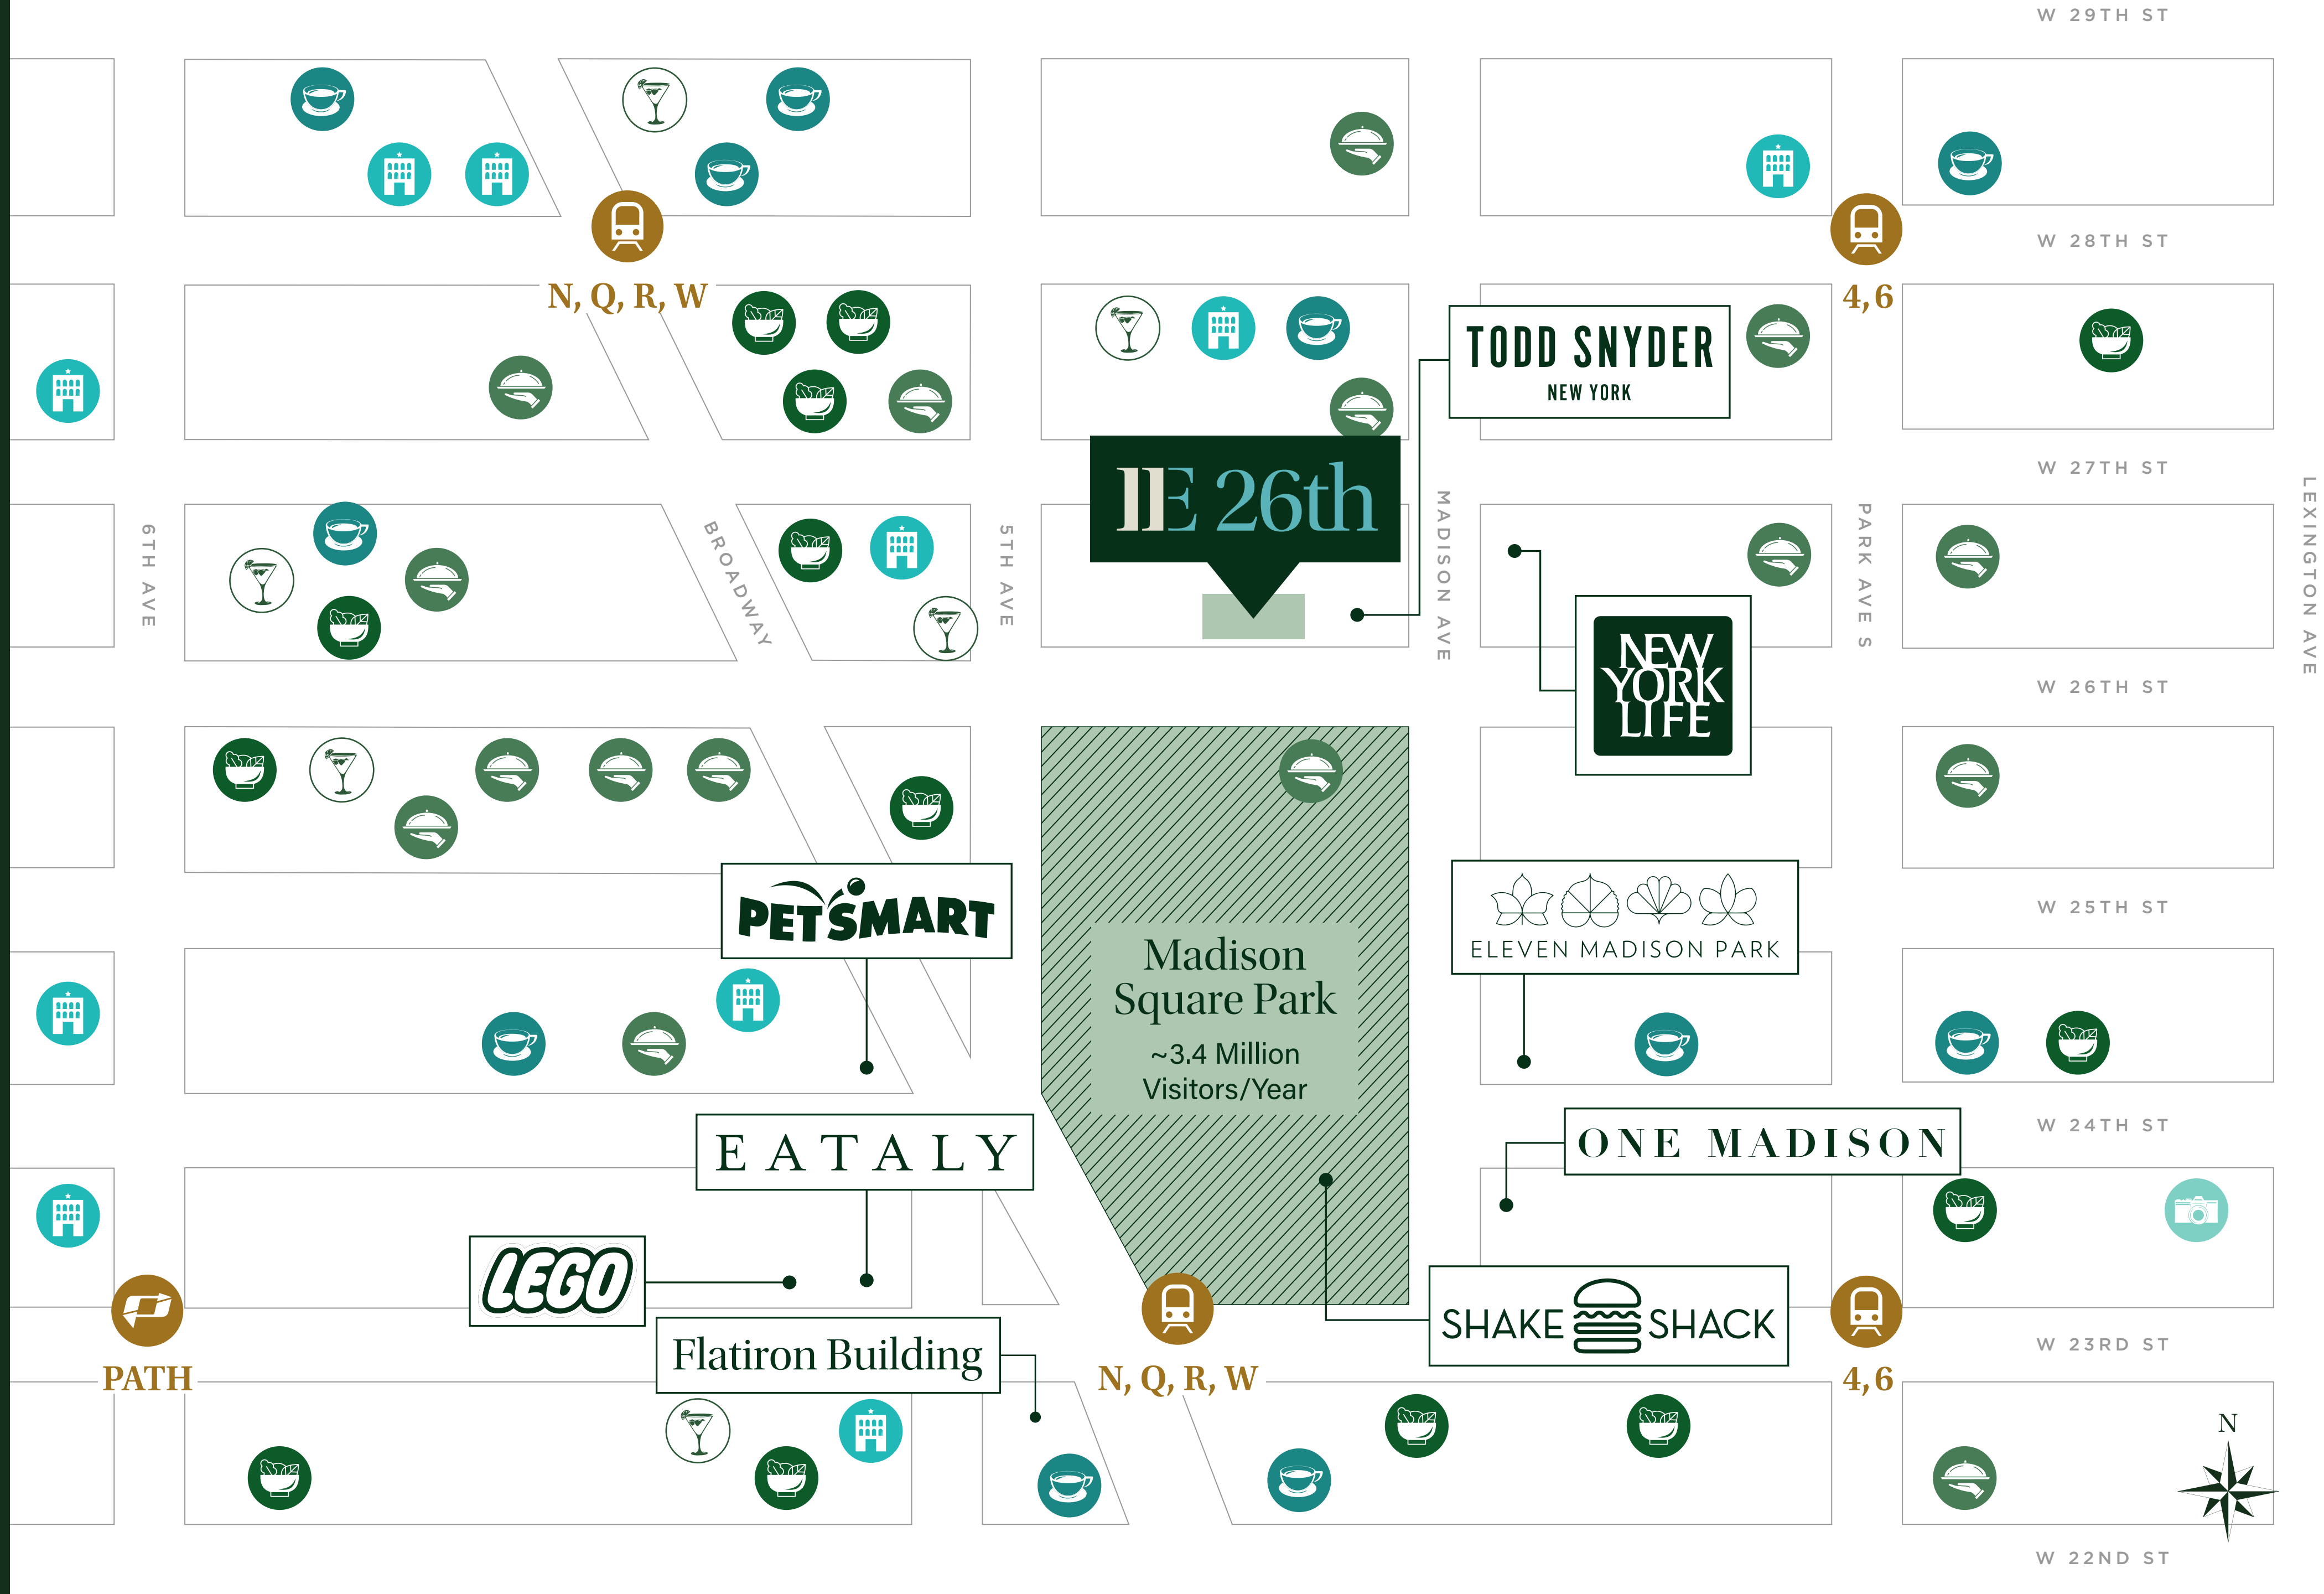 W 29TH ST
W 28TH ST
N, Q, R, W
4,6
TODD SNYDER
NEW YORK
W 27TH ST
11E 26th
6TH AVE
BROADWAY
5TH AVE
MADISON AVE
PARK AVE S
LEXINGTON AVE
NEW
YORK
LIFE
W 26TH ST
PETSMART
ELEVEN MADISON PARK
W 25TH ST
Madison
Square Park
~3.4 Million
Visitors/Year
EATALY
ONE MADISON
W 24TH ST
LEGO
SHAKE SHACK
Flatiron Building
W 23RD ST
PATH
N, Q, R, W
4,6
N
W 22ND ST